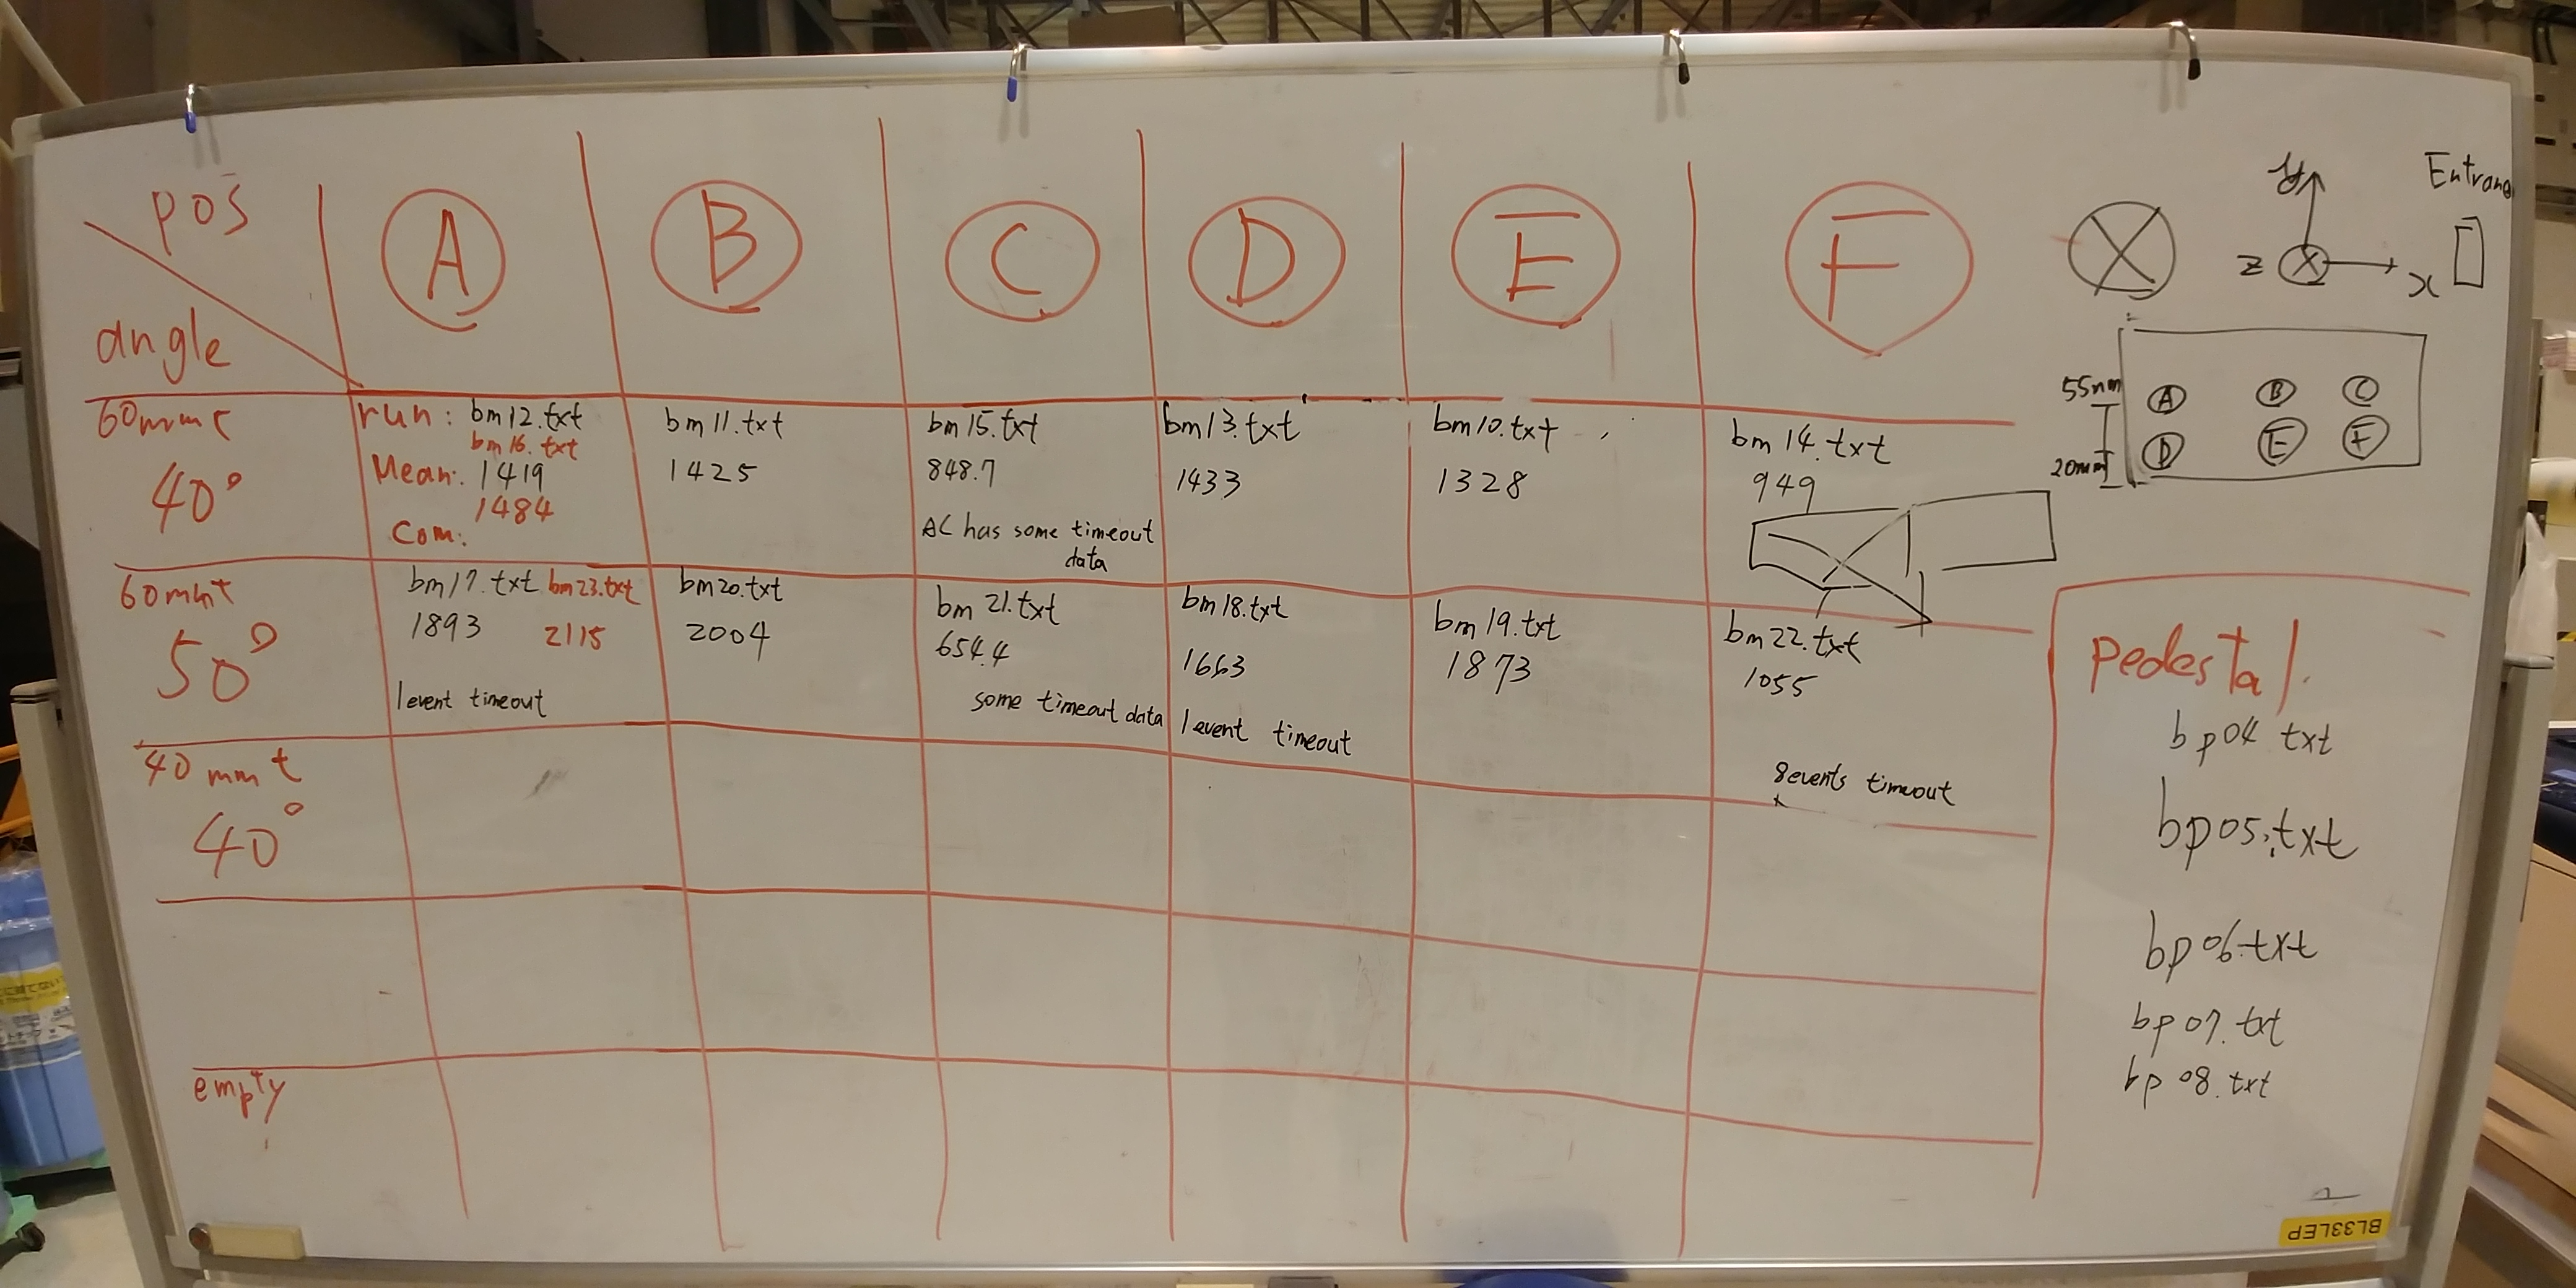 pos
angle
A
B
C
D
E
F
60mmt
40°
run: bm12.txt
bm16.txt
Mean: 1419
1484
Com:
bm11.txt
1425
bm15.txt
848.7
AC has some timeout
data
bm13.txt
1433
bm10.txt
1328
bm14.txt
949
60mmt
50°
bm17.txt bm23.txt
1893 2115
1event timeout
bm20.txt
2004
bm21.txt
654.4
some timeout data
bm18.txt
1663
1event timeout
bm19.txt
1873
bm22.txt
1055
8events timeout
40mmt
40°
empty
y
z
x
Entrance
55mm
20mm
A
B
C
D
E
F
pedestal
bp04 txt
bp05.txt
bp06.txt
bp07.txt
bp08.txt
BL33LEP